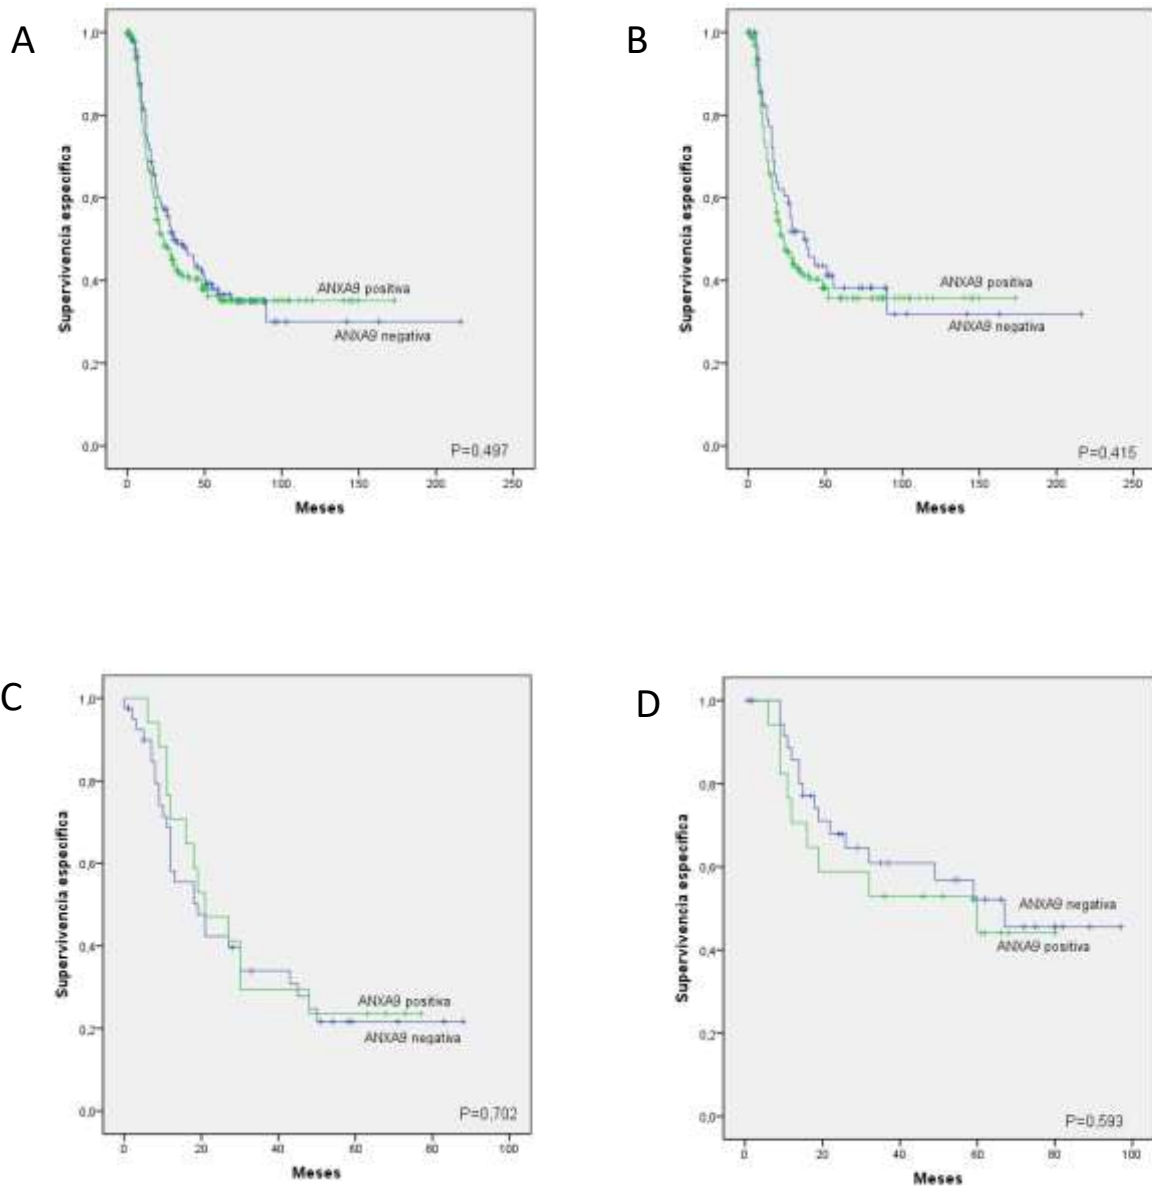 A
B
Supervivencia específica
1,0
0,8
0,6
0,4
0,2
0,0
ANXA9 positiva
ANXA9 negativa
P=0,497
0 50 100 150 200 250
Meses
Supervivencia específica
1,0
0,8
0,6
0,4
0,2
0,0
ANXA9 positiva
ANXA9 negativa
P=0,415
0 50 100 150 200 250
Meses
C
D
Supervivencia específica
1,0
0,8
0,6
0,4
0,2
0,0
ANXA9 positiva
ANXA9 negativa
P=0,702
0 20 40 60 80 100
Meses
Supervivencia específica
1,0
0,8
0,6
0,4
0,2
0,0
ANXA9 negativa
ANXA9 positiva
P=0,593
0 20 40 60 80 100
Meses